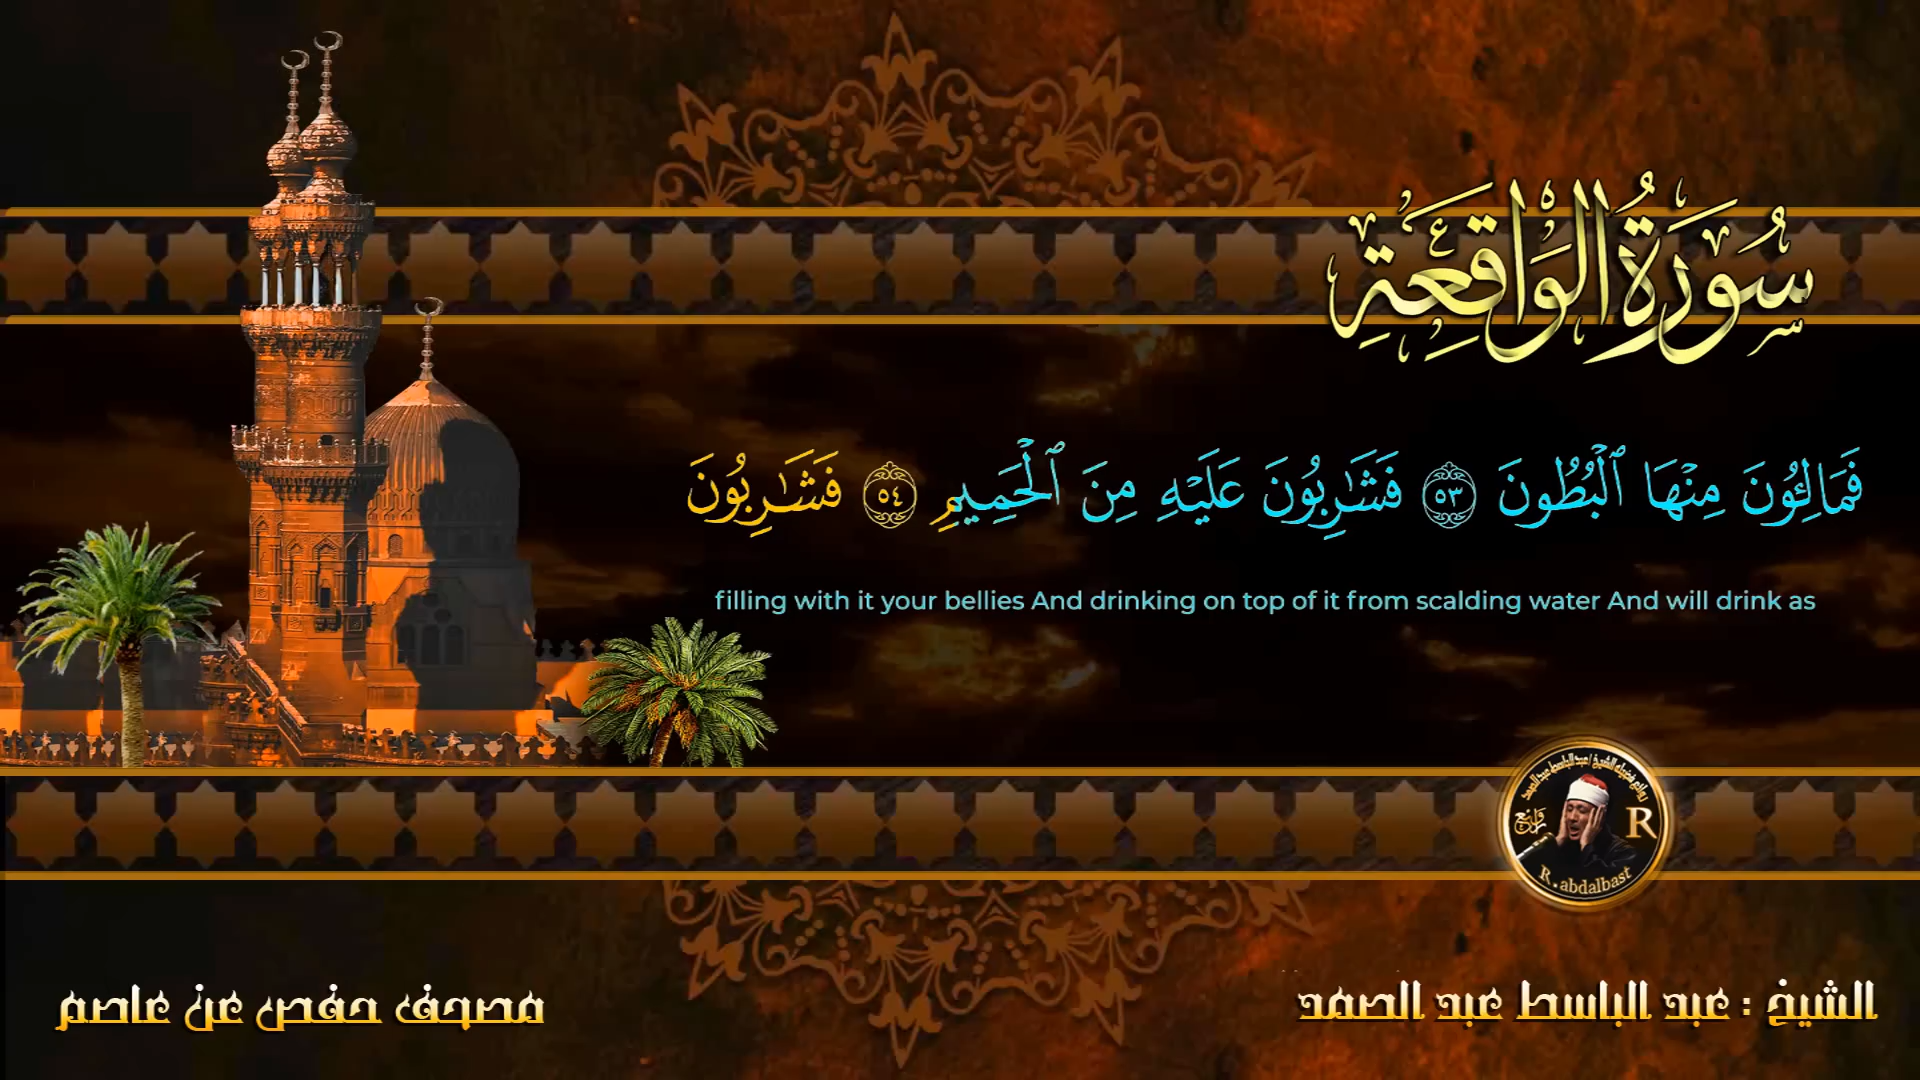 سُورَةُ الوَاقِعَةِ
فَمَالِـُٔونَ مِنْهَا ٱلْبُطُونَ ٥٣ فَشَـٰرِبُونَ عَلَيْهِ مِنَ ٱلْحَمِيمِ ٥٤ فَشَـٰرِبُونَ
filling with it your bellies And drinking on top of it from scalding water And will drink as
R
R.abdalbast
الشيخ : عبد الباسط عبد الصمد
مصحف حفص عن عاصم